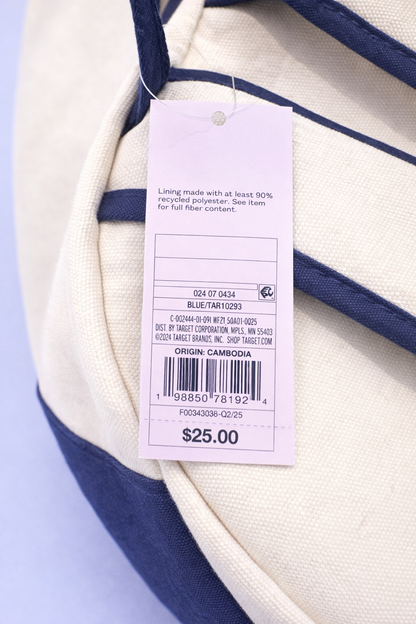 Lining made with at least 90%
recycled polyester. See item
for full fiber content.
024 07 0434
BLUE/TAR10293
C-002444-01-091 WFZ1 50A01-0025
DIST. BY TARGET CORPORATION, MPLS, MN 55403
©2024 TARGET BRANDS, INC. SHOP TARGET.COM
ORIGIN: CAMBODIA
1 98850 78192 4
F00343036-Q2/25
$25.00